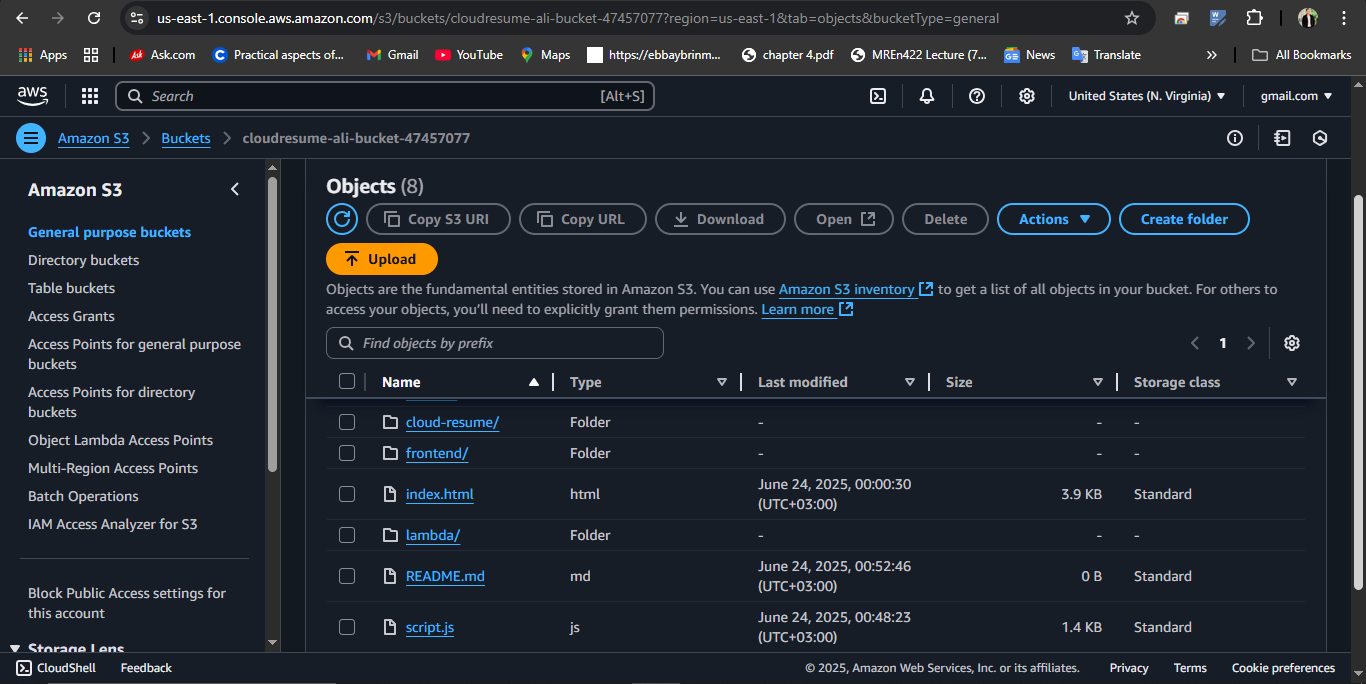 us-east-1.console.aws.amazon.com/s3/buckets/cloudresume-ali-bucket-47457077?region=us-east-1&tab=objects&bucketType=general
Apps
Ask
Ask.com
Practical aspects of...
Gmail
YouTube
Maps
https://ebbaybrinm...
chapter 4.pdf
MREn422 Lecture (7...
News
Translate
»
All Bookmarks
aws
Search
[Alt+S]
United States (N. Virginia)
gmail.com
Amazon S3
Buckets
cloudresume-ali-bucket-47457077
Amazon S3
General purpose buckets
Directory buckets
Table buckets
Access Grants
Access Points for general purpose
buckets
Access Points for directory
buckets
Object Lambda Access Points
Multi-Region Access Points
Batch Operations
IAM Access Analyzer for S3
Block Public Access settings for
this account
Storage Lens
Objects (8)
Copy S3 URI
Copy URL
Download
Open
Delete
Actions
Create folder
Upload
Objects are the fundamental entities stored in Amazon S3. You can use Amazon S3 inventory to get a list of all objects in your bucket. For others to
access your objects, you'll need to explicitly grant them permissions. Learn more
Find objects by prefix
1
Name Type Last modified Size Storage class
cloud-resume/ Folder - - -
frontend/ Folder - - -
index.html html June 24, 2025, 00:00:30 (UTC+03:00) 3.9 KB Standard
lambda/ Folder - - -
README.md md June 24, 2025, 00:52:46 (UTC+03:00) 0 B Standard
script.js js June 24, 2025, 00:48:23 (UTC+03:00) 1.4 KB Standard
CloudShell
Feedback
© 2025, Amazon Web Services, Inc. or its affiliates.
Privacy
Terms
Cookie preferences